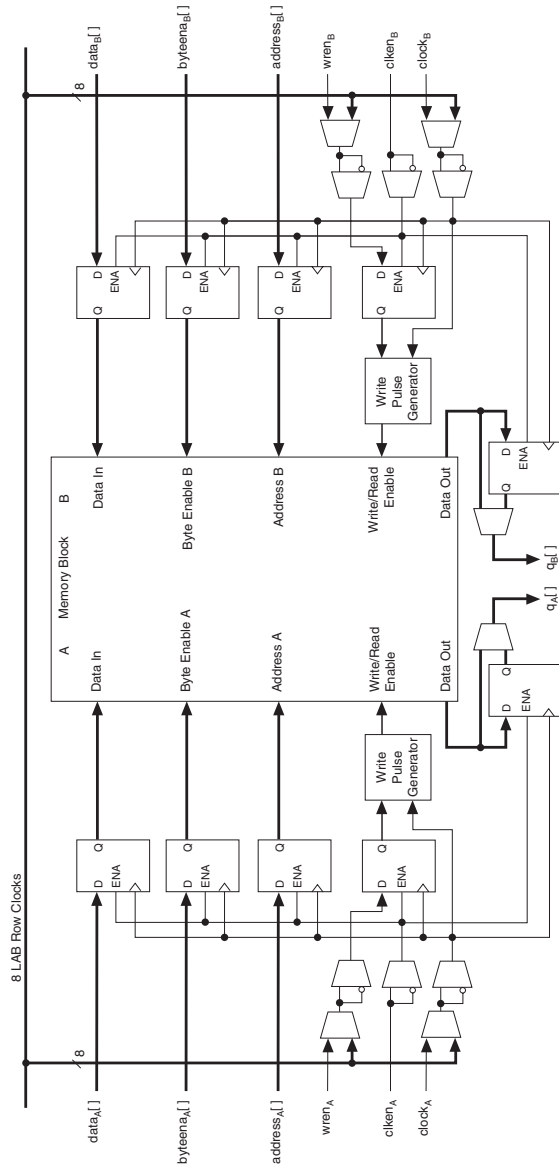 8 LAB Row Clocks
8
data_A[ ]
byteena_A[ ]
address_A[ ]
wren_A
clken_A
clock_A
D
Q
ENA
D
Q
ENA
D
Q
ENA
D
Q
ENA
Write
Pulse
Generator
A
Memory Block
B
Data In
Byte Enable A
Address A
Write/Read
Enable
Data Out
Data In
Byte Enable B
Address B
Write/Read
Enable
Data Out
D
Q
ENA
q_A[ ]
q_B[ ]
Q
D
ENA
Write
Pulse
Generator
Q
D
ENA
Q
D
ENA
Q
D
ENA
Q
D
ENA
8
data_B[ ]
byteena_B[ ]
address_B[ ]
wren_B
clken_B
clock_B